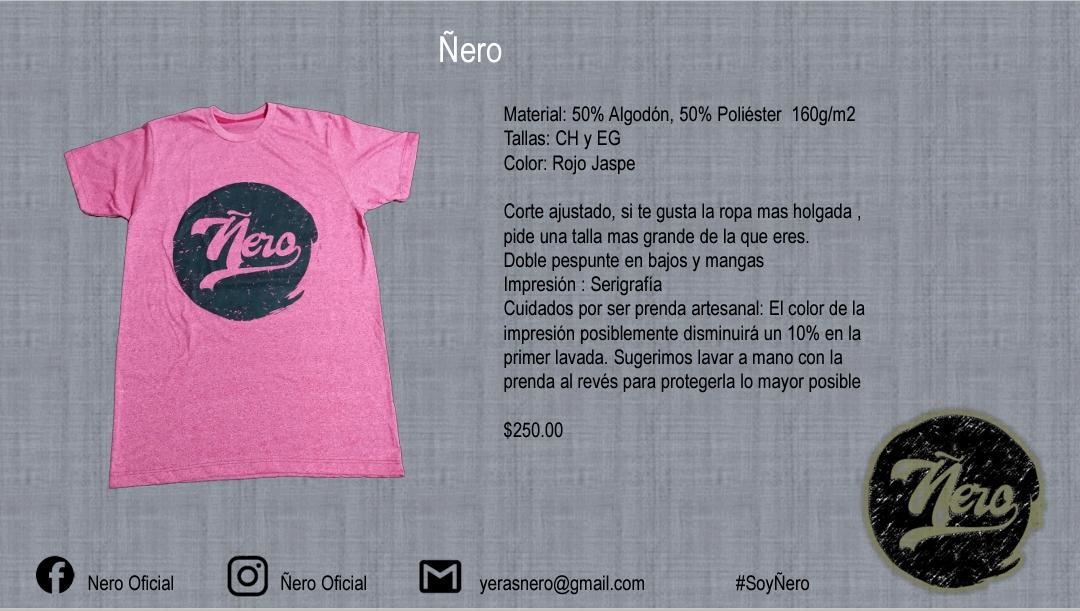 Ñero
Material: 50% Algodón, 50% Poliéster 160g/m2
Tallas: CH y EG
Color: Rojo Jaspe
Corte ajustado, si te gusta la ropa mas holgada ,
pide una talla mas grande de la que eres.
Doble pespunte en bajos y mangas
Impresión : Serigrafía
Cuidados por ser prenda artesanal: El color de la
impresión posiblemente disminuirá un 10% en la
primer lavada. Sugerimos lavar a mano con la
prenda al revés para protegerla lo mayor posible
$250.00
Ñero
Ñero
Nero Oficial
Ñero Oficial
yerasnero@gmail.com
#SoyÑero